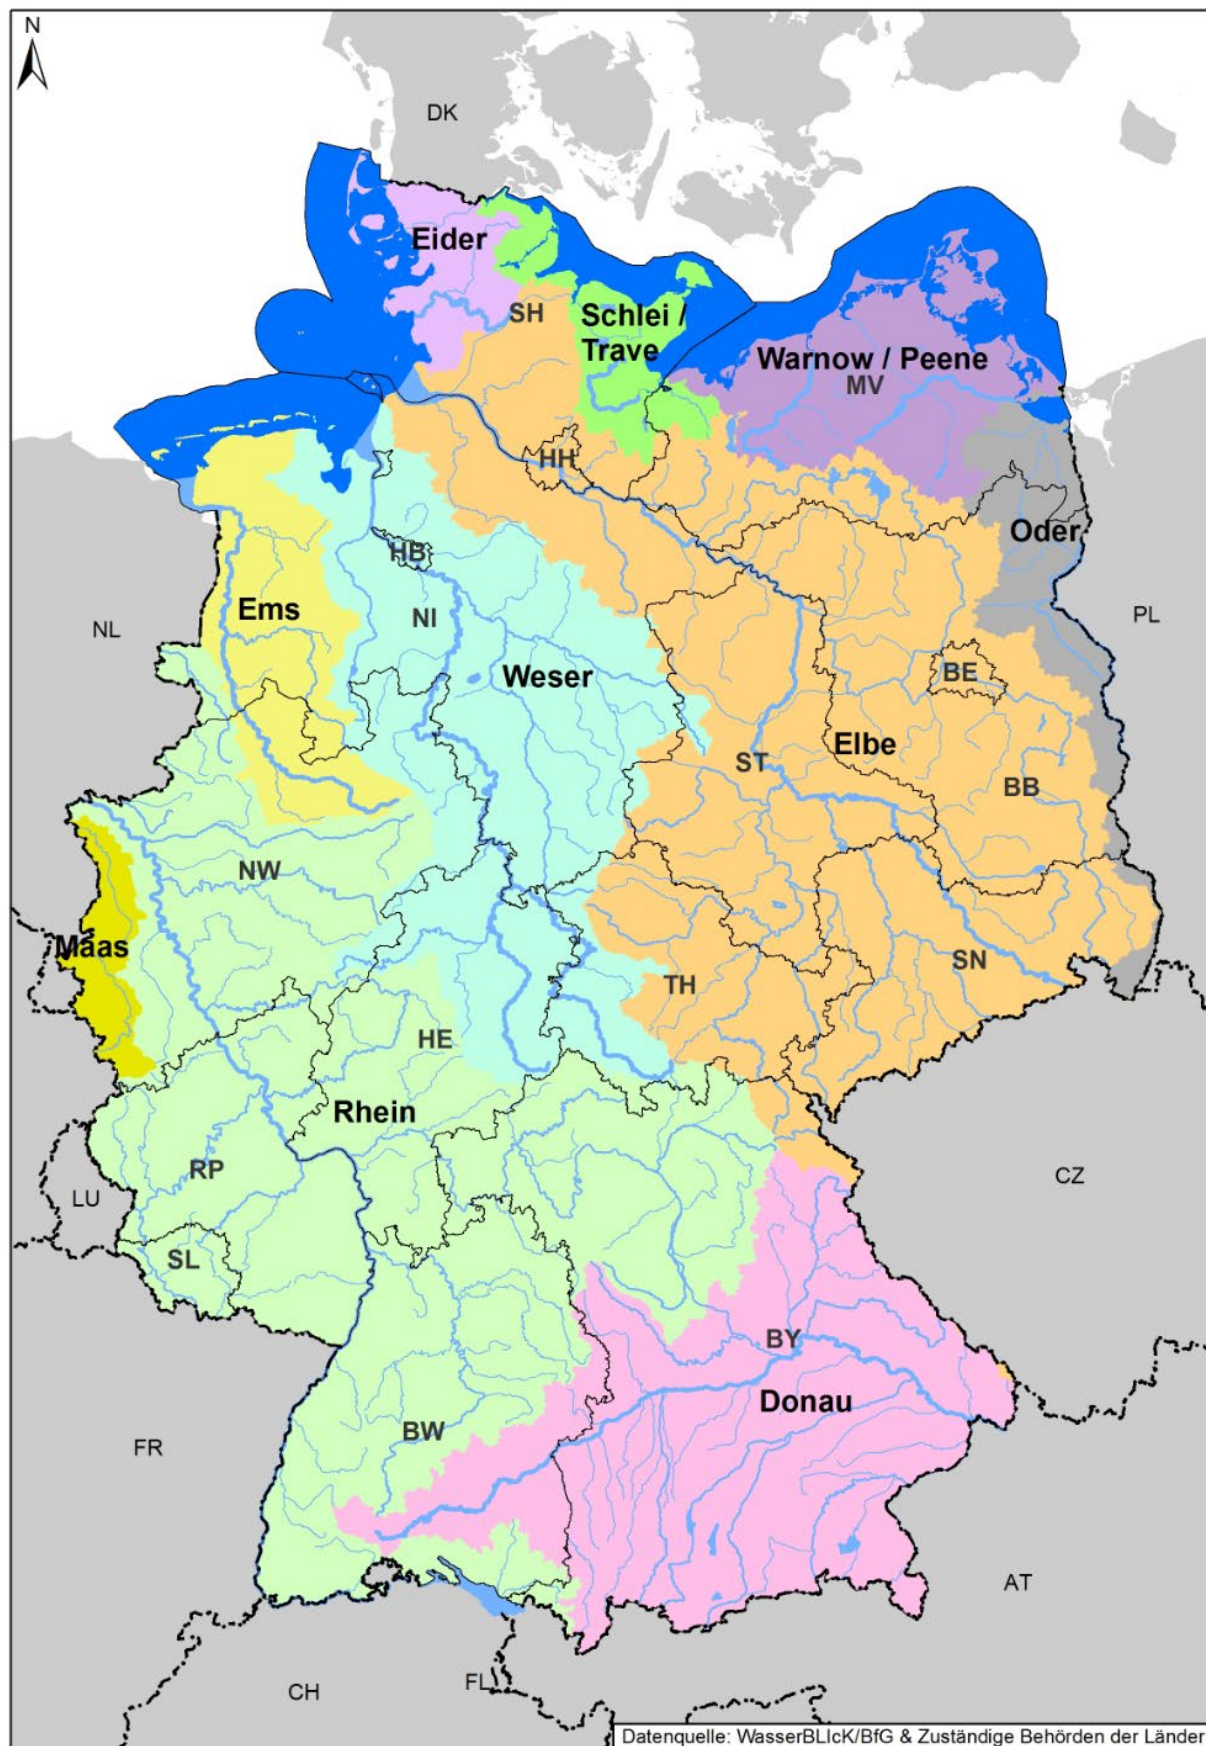 N
DK
Eider
SH
Schlei /
Trave
Warnow / Peene
MV
HH
Oder
HB
NL
Ems
NI
PL
Weser
BE
Elbe
ST
BB
NW
Maas
SN
TH
HE
Rhein
RP
LU
CZ
SL
BY
Donau
BW
FR
AT
FL
CH
Datenquelle: WasserBLIcK/BfG & Zuständige Behörden der Länder